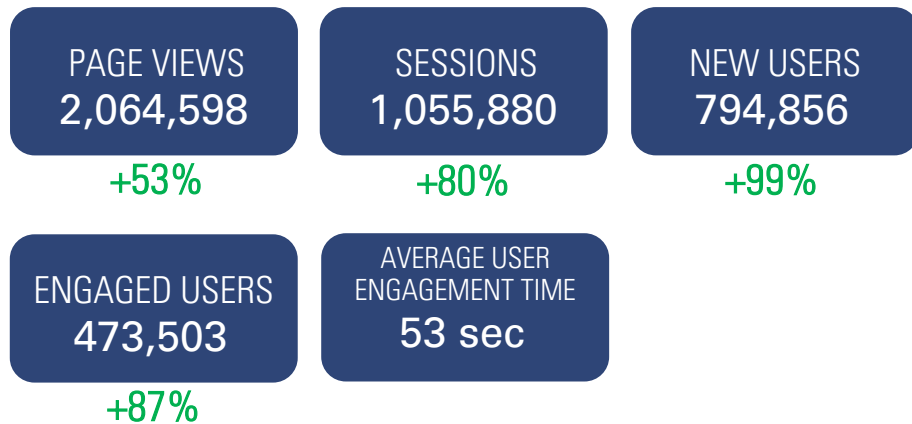 PAGE VIEWS
2,064,598
+53%
SESSIONS
1,055,880
+80%
NEW USERS
794,856
+99%
ENGAGED USERS
473,503
+87%
AVERAGE USER
ENGAGEMENT TIME
53 sec